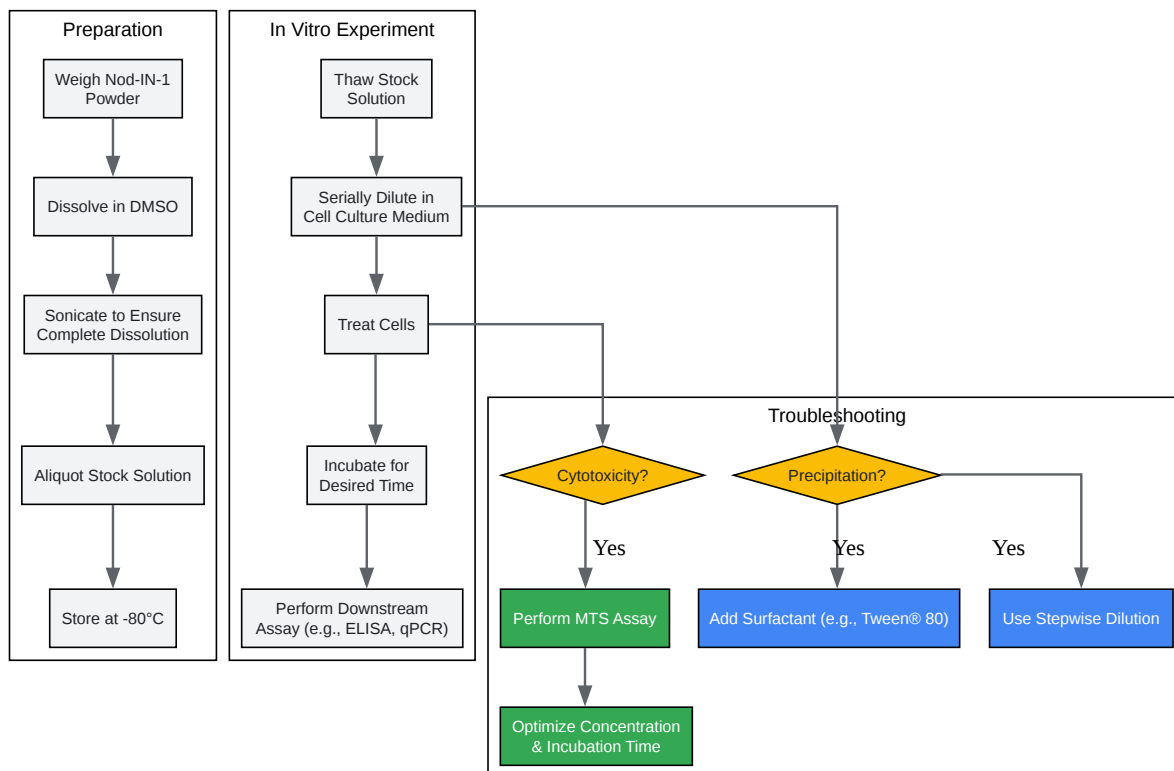 Preparation
Weigh Nod-IN-1
Powder
Dissolve in DMSO
Sonicate to Ensure
Complete Dissolution
Aliquot Stock Solution
Store at -80°C
In Vitro Experiment
Thaw Stock
Solution
Serially Dilute in
Cell Culture Medium
Treat Cells
Incubate for
Desired Time
Perform Downstream
Assay (e.g., ELISA, qPCR)
Troubleshooting
Cytotoxicity?
Precipitation?
Yes
Yes
Yes
Perform MTS Assay
Add Surfactant (e.g., Tween® 80)
Use Stepwise Dilution
Optimize Concentration
& Incubation Time